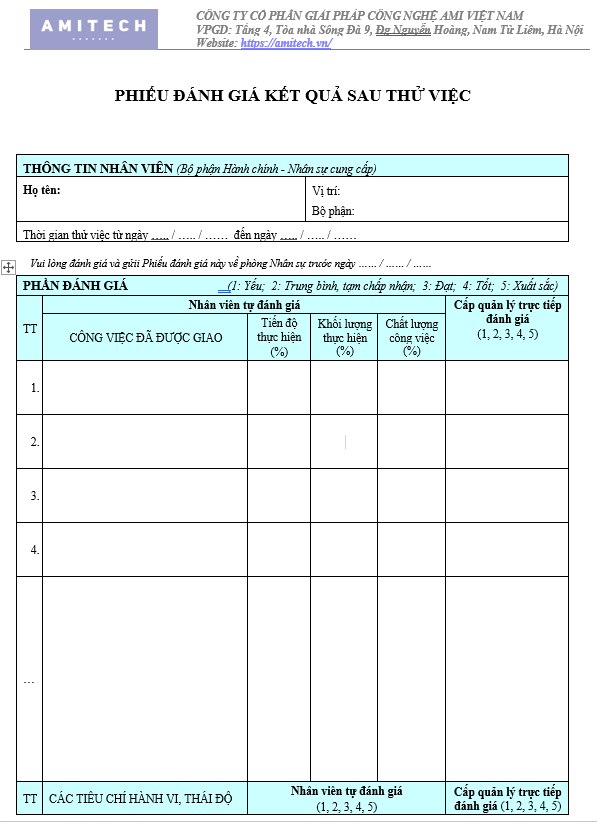 AMITECH
CÔNG TY CỔ PHẦN GIẢI PHÁP CÔNG NGHỆ AMI VIỆT NAM
VPGD: Tầng 4, Tòa nhà Sông Đà 9, Đg Nguyễn Hoàng, Nam Từ Liêm, Hà Nội
Website: https://amitech.vn/
PHIẾU ĐÁNH GIÁ KẾT QUẢ SAU THỬ VIỆC
THÔNG TIN NHÂN VIÊN (Bộ phận Hành chính - Nhân sự cung cấp)
Họ tên:
Vị trí:
Bộ phận:
Thời gian thử việc từ ngày ..... / ..... / ...... đến ngày ..... / ..... / ......
Vui lòng đánh giá và gửi Phiếu đánh giá này về phòng Nhân sự trước ngày ...... / ...... / ......
PHẦN ĐÁNH GIÁ (1: Yếu; 2: Trung bình, tạm chấp nhận; 3: Đạt; 4: Tốt; 5: Xuất sắc)
TT
Nhân viên tự đánh giá
CÔNG VIỆC ĐÃ ĐƯỢC GIAO
Tiến độ
thực hiện
(%)
Khối lượng
thực hiện
(%)
Chất lượng
công việc
(%)
Cấp quản lý trực tiếp
đánh giá
(1, 2, 3, 4, 5)
1.
2.
3.
4.
...
TT
CÁC TIÊU CHÍ HÀNH VI, THÁI ĐỘ
Nhân viên tự đánh giá
(1, 2, 3, 4, 5)
Cấp quản lý trực tiếp
đánh giá (1, 2, 3, 4, 5)